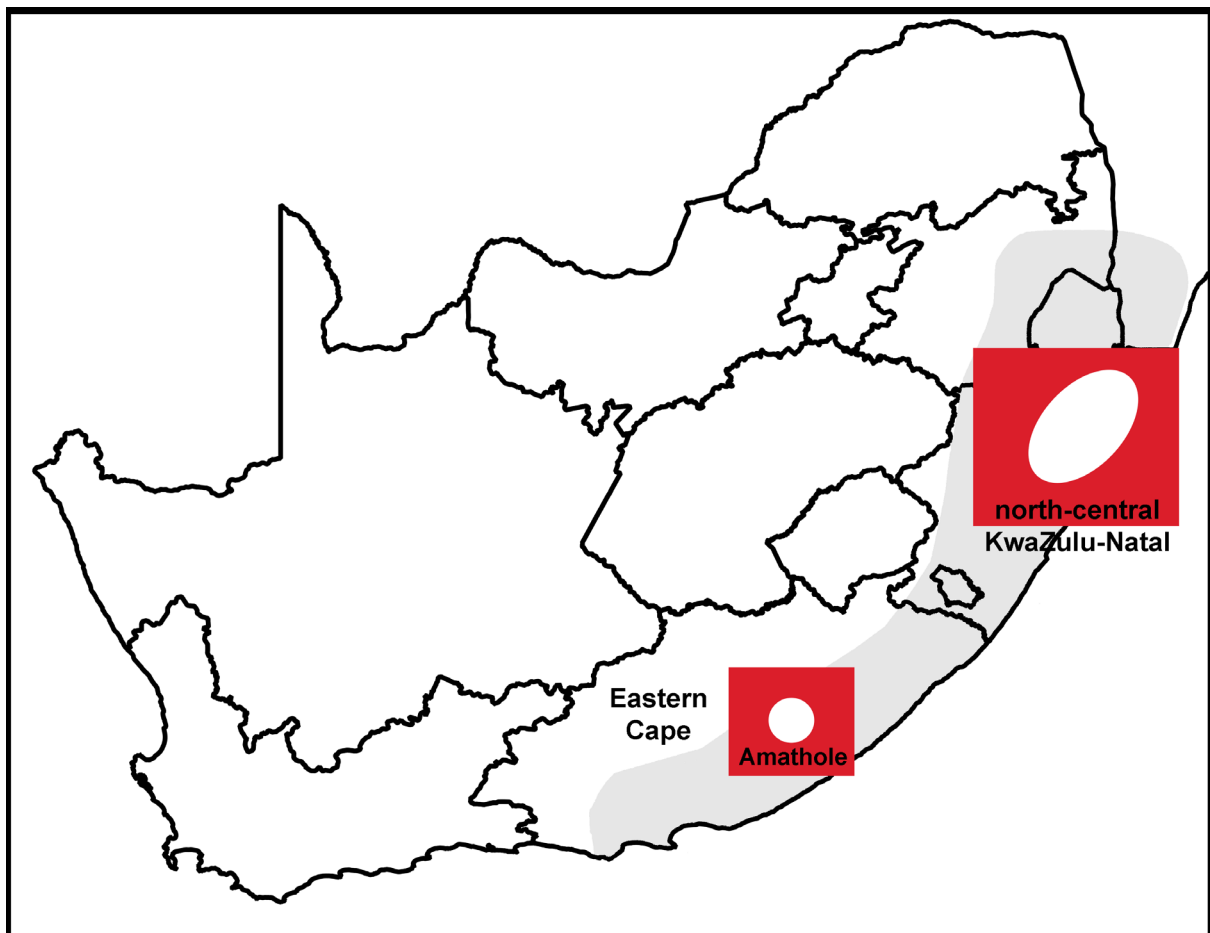 north-central
KwaZulu-Natal
Eastern
Cape
Amathole